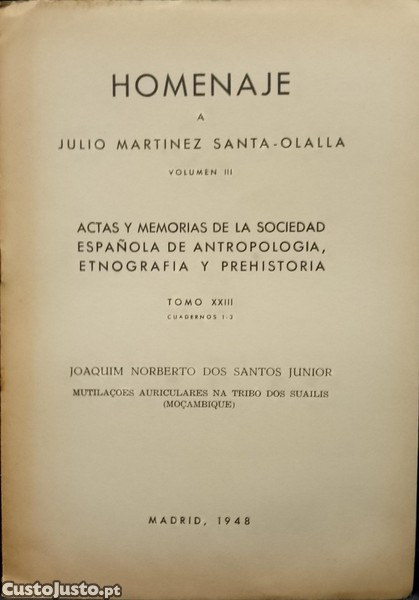 HOMENAJE
A
JULIO MARTINEZ SANTA-OLALLA
VOLUMEN III
ACTAS Y MEMORIAS DE LA SOCIEDAD
ESPAÑOLA DE ANTROPOLOGIA,
ETNOGRAFIA Y PREHISTORIA
TOMO XXIII
CUADERNOS 1-2
JOAQUIM NORBERTO DOS SANTOS JUNIOR
MUTILAÇOES AURICULARES NA TRIBO DOS SUAILIS
(MOÇAMBIQUE)
MADRID, 1948
CustoJusto.pt